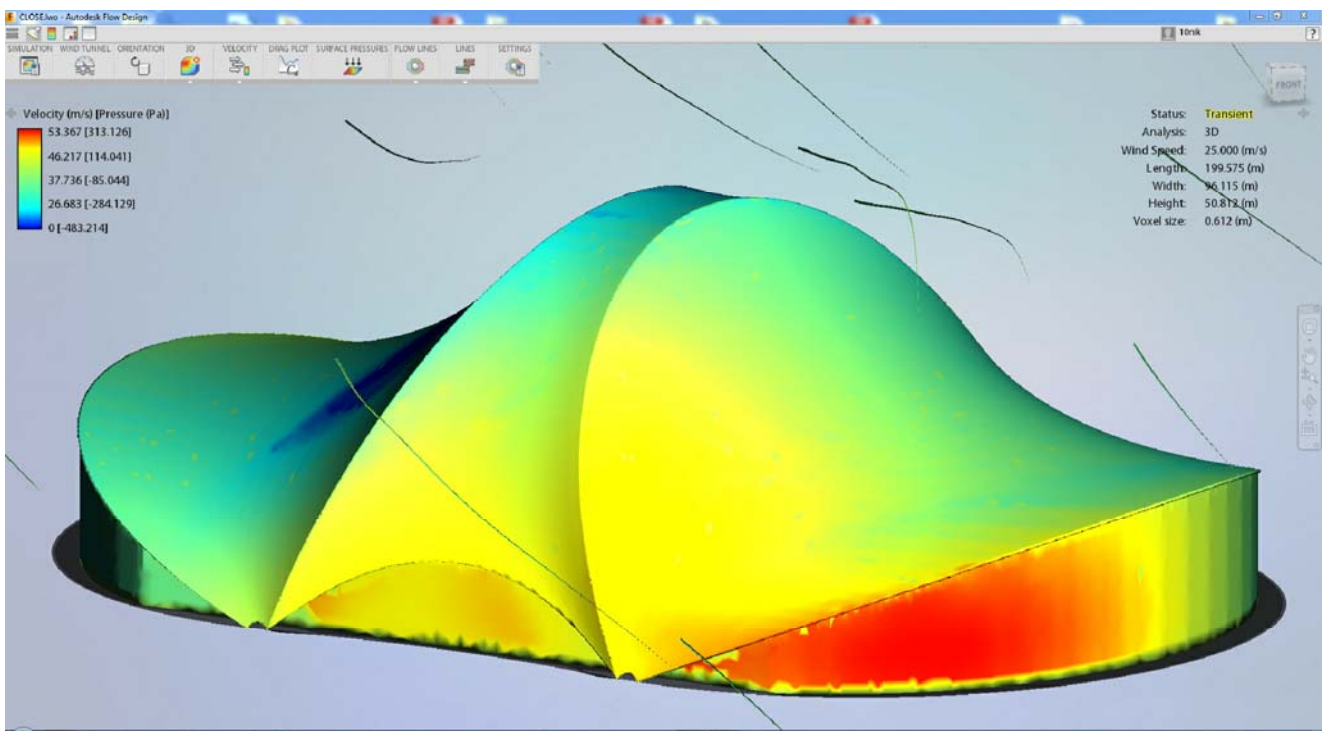 CLOSE.lwo - Autodesk Flow Design
10nk
SIMULATION WIND TUNNEL ORIENTATION 3D VELOCITY DRAG PLOT SURFACE PRESSURES FLOW LINES LINES SETTINGS
FRONT
Velocity (m/s) [Pressure (Pa)]
53.367 [313.126]
46.217 [114.041]
37.736 [-85.044]
26.683 [-284.129]
0 [-483.214]
Status: Transient
Analysis: 3D
Wind Speed: 25.000 (m/s)
Length: 199.575 (m)
Width: 96.115 (m)
Height: 50.812 (m)
Voxel size: 0.612 (m)